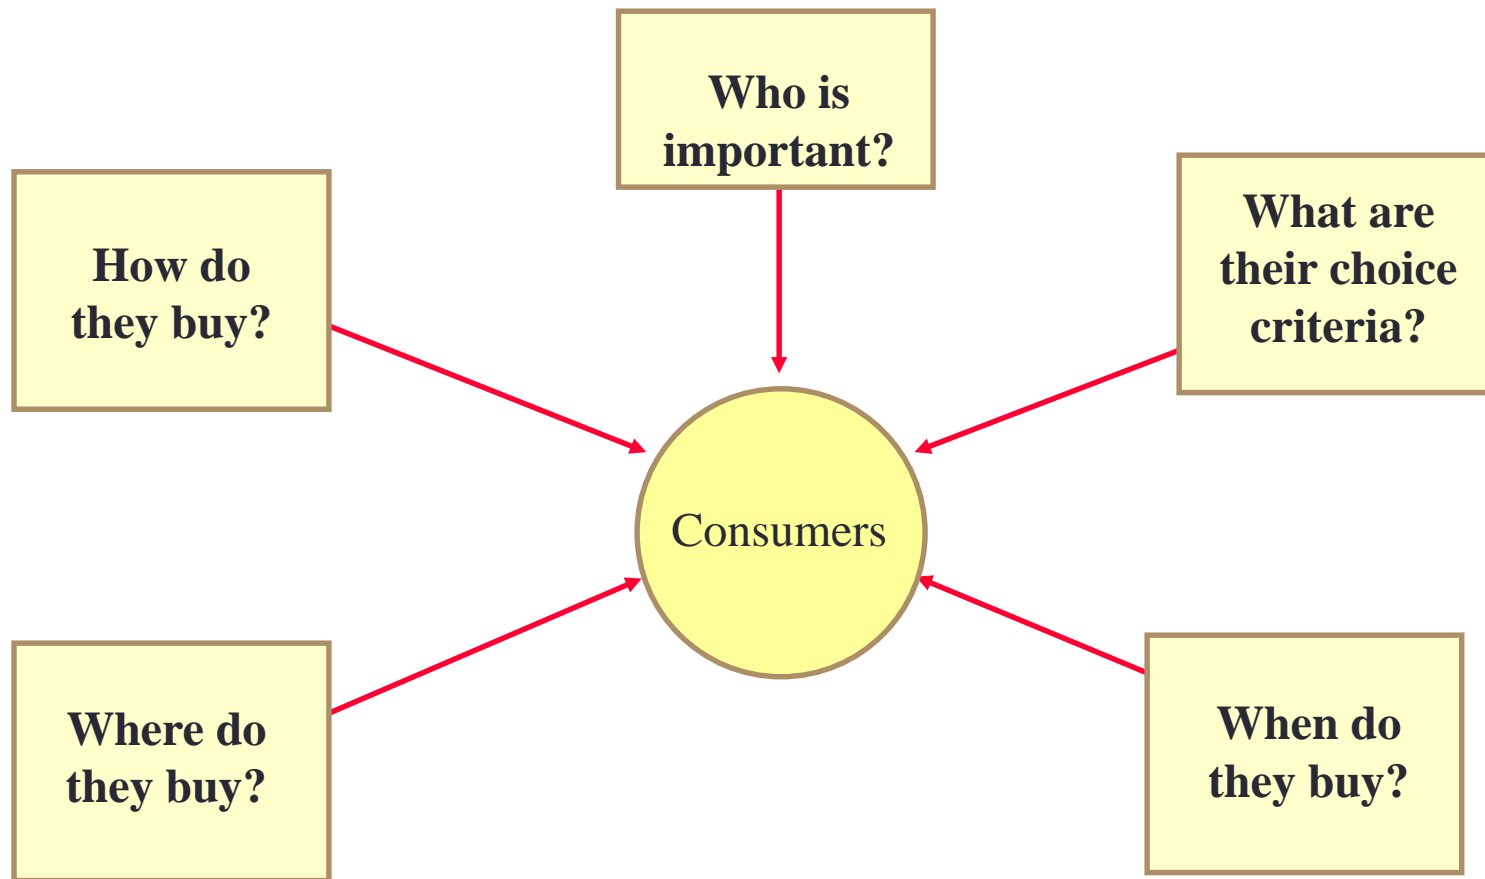 Who is
important?
What are
their choice
criteria?
How do
they buy?
Consumers
Where do
they buy?
When do
they buy?